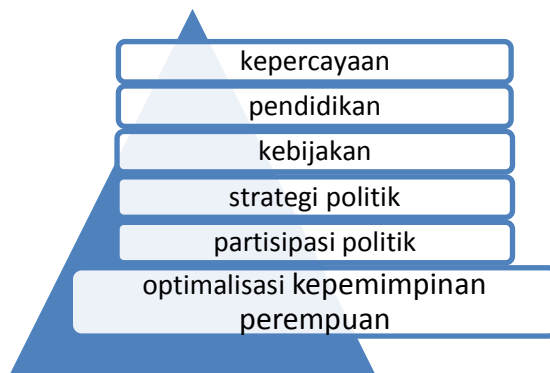 kepercayaan
pendidikan
kebijakan
strategi politik
partisipasi politik
optimalisasi kepemimpinan
perempuan